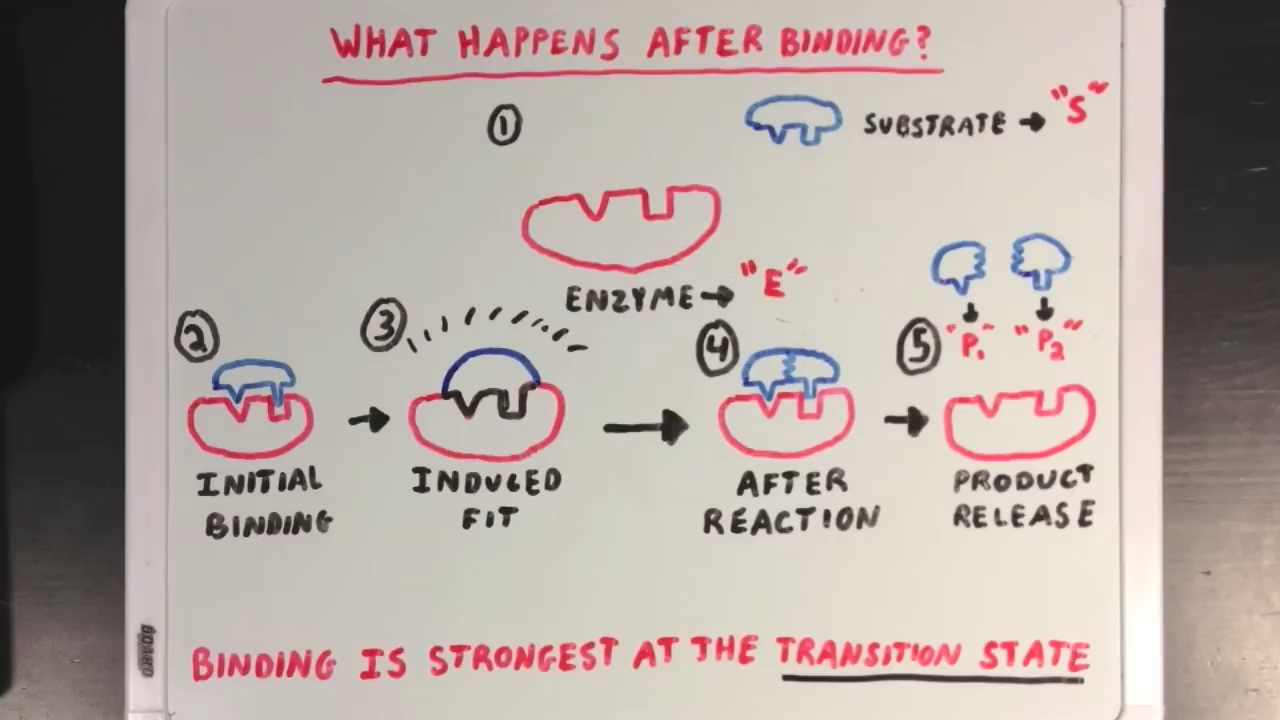 WHAT HAPPENS AFTER BINDING?
①
SUBSTRATE → "S"
ENZYME → "E"
②
INITIAL
BINDING
③
INDUCED
FIT
④
AFTER
REACTION
⑤
"P₁" "P₂"
PRODUCT
RELEASE
BINDING IS STRONGEST AT THE TRANSITION STATE
BOARD